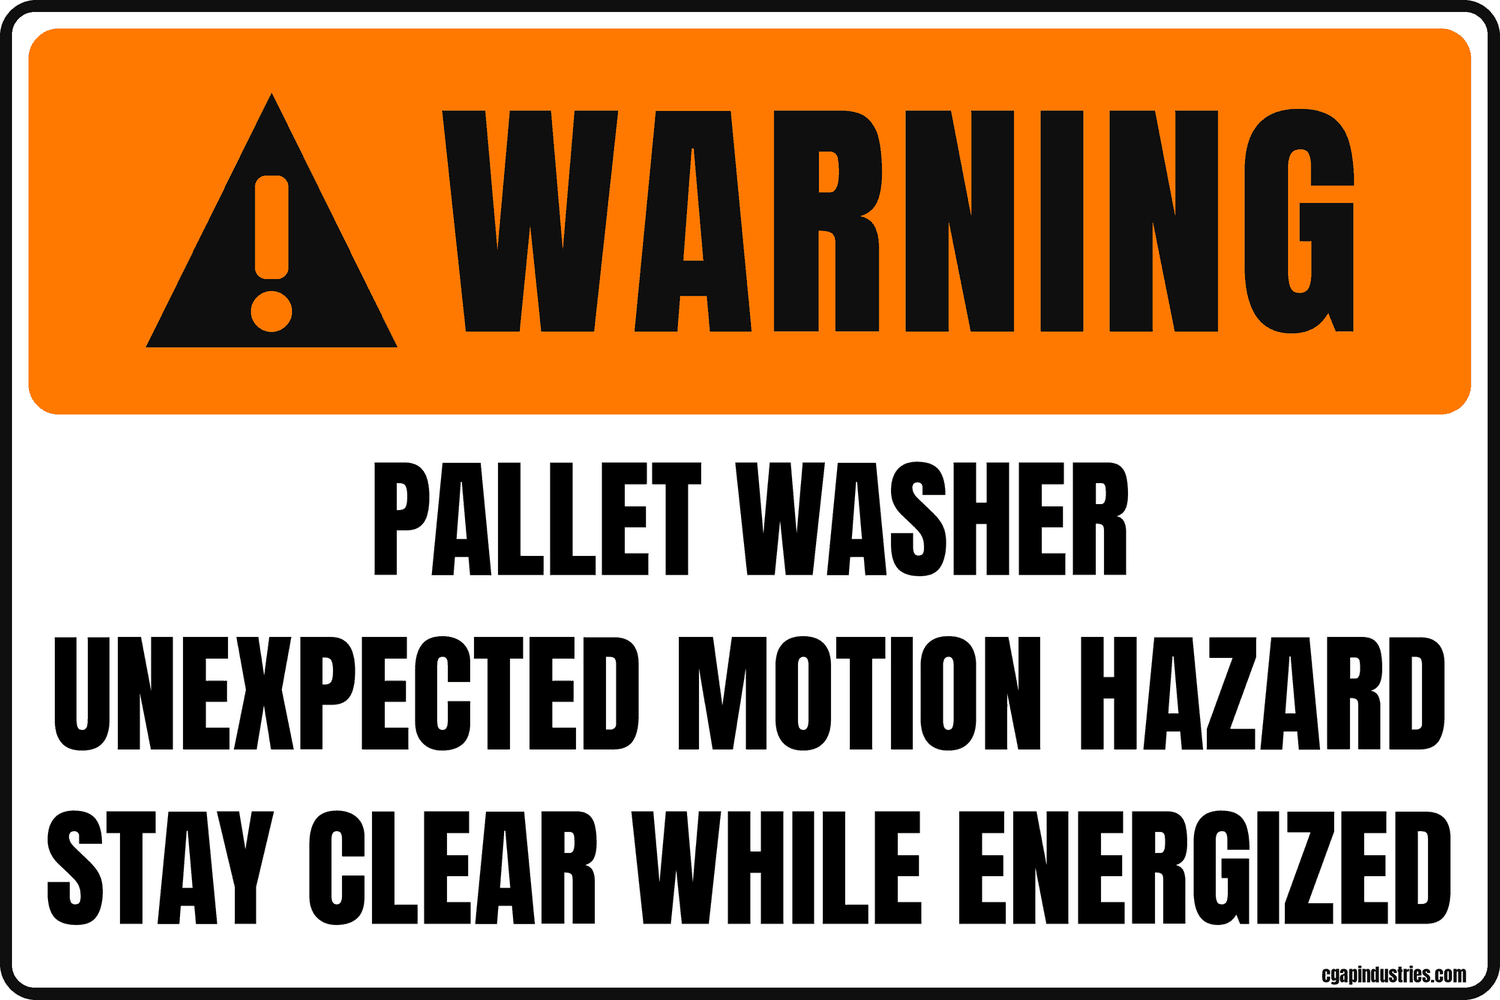 WARNING
PALLET WASHER
UNEXPECTED MOTION HAZARD
STAY CLEAR WHILE ENERGIZED
cgapindustries.com